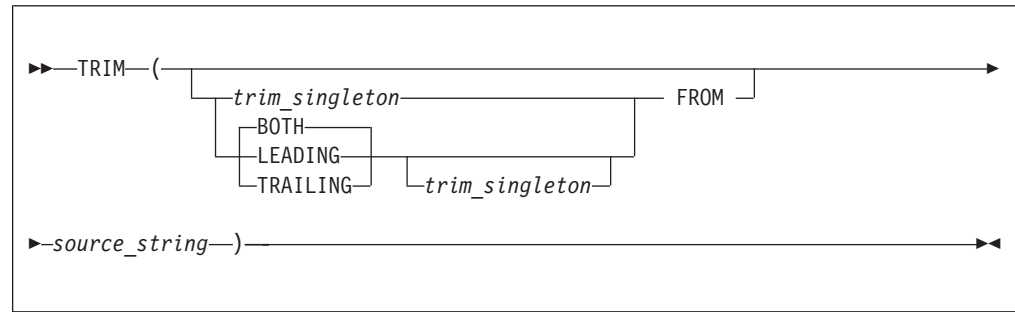 TRIM (
trim_singleton FROM
BOTH
LEADING
TRAILING trim_singleton
source_string )